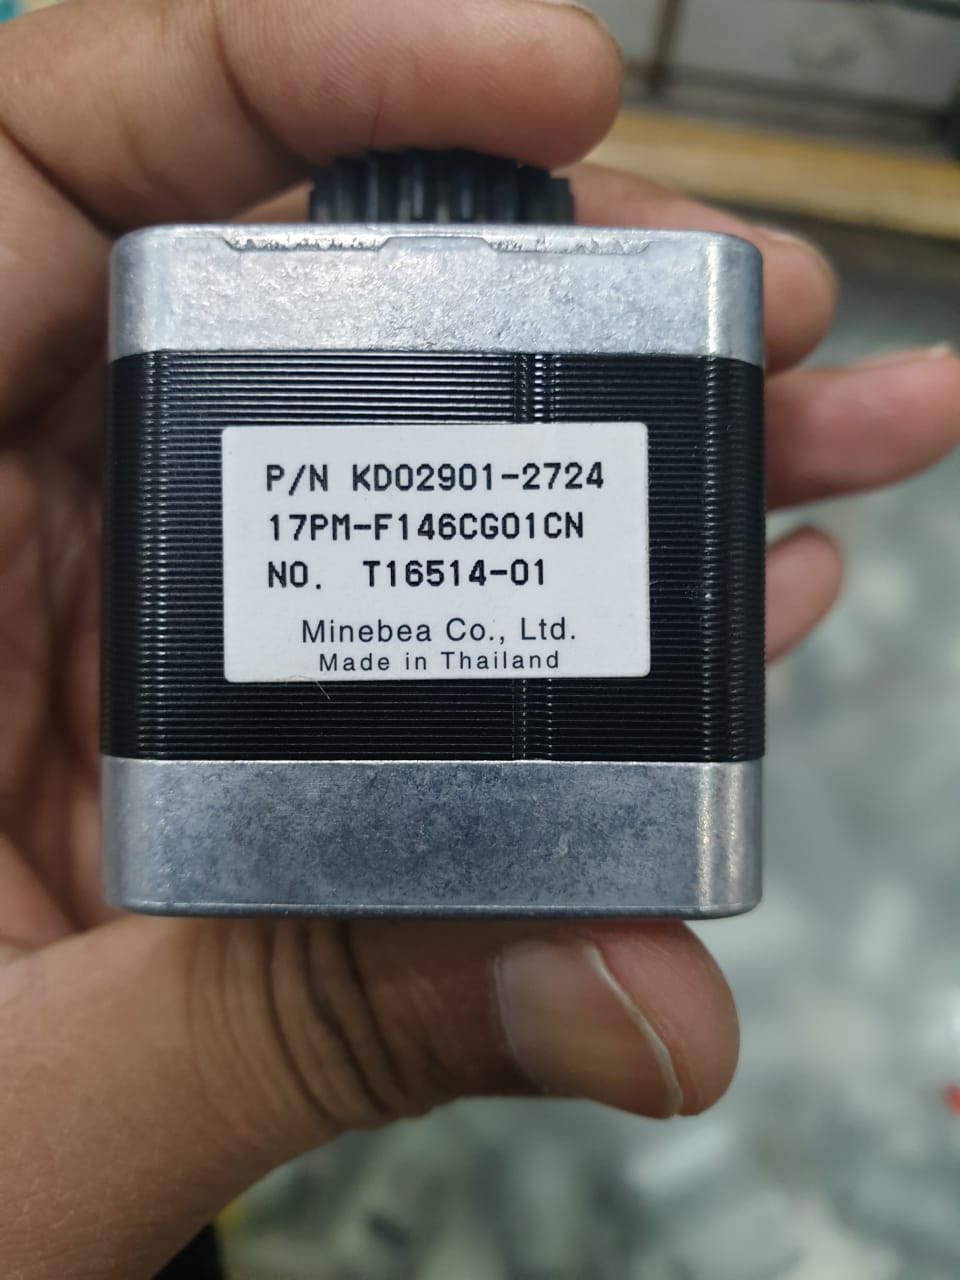 P/N KD02901-2724
17PM-F146CG01CN
NO. T16514-01
Minebea Co., Ltd.
Made in Thailand